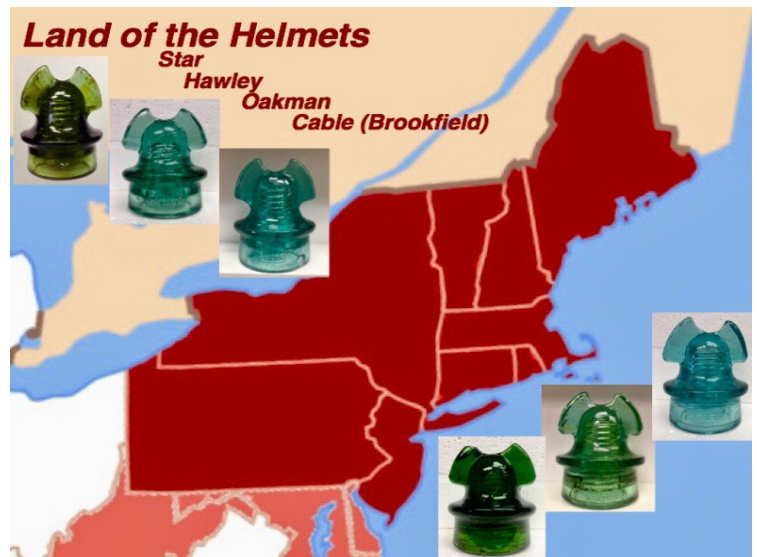 Land of the Helmets
Star
Hawley
Oakman
Cable (Brookfield)